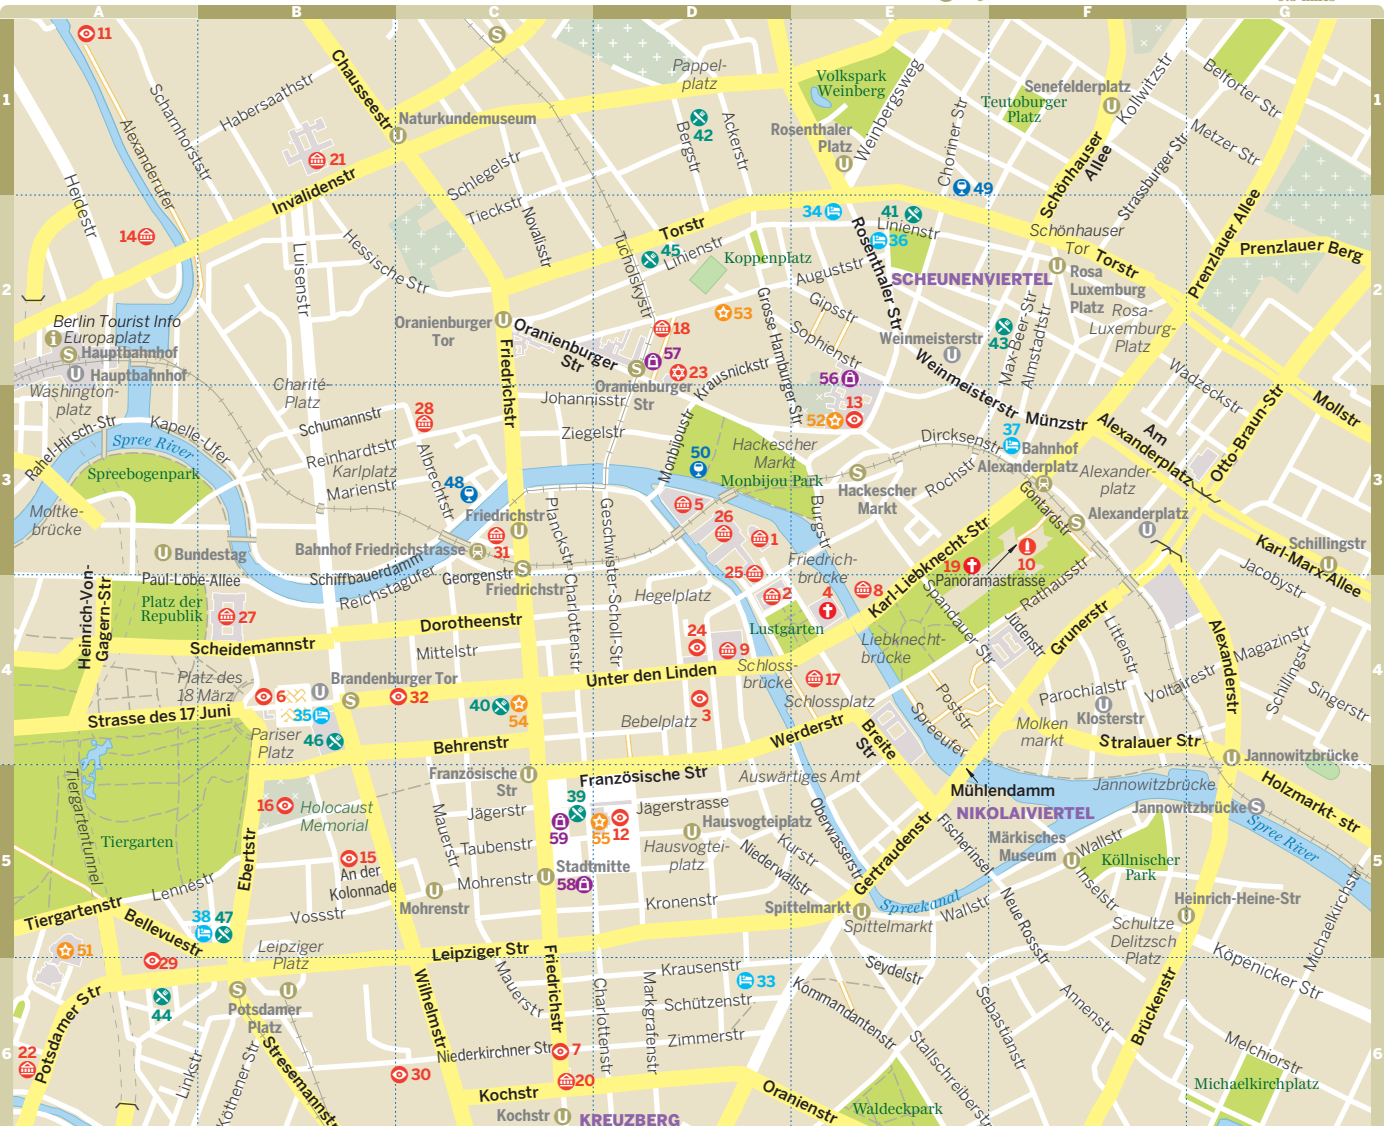 A B C D E F G
11
Chausseestr
S
Pappel-
platz
Volkspark
Weinberg
Weinbergsweg
Senefelderplatz
U
Kollwitzstr
Belforter Str
1
Scharnhorststr
Habersaathstr
Alexanderufer
U
Naturkundemuseum
42
Bergstr
Ackerstr
Rosenthaler
Platz
U
Choriner Str
Teutoburger
Platz
Schönhauser
Allee
Metzer Str
1
21
Schlegelstr
49
Strassburger Str
Heidestr
Invalidenstr
Tieckstr
Novalisstr
34
41
Linienstr
36
Schönhauser
Tor
Prenzlauer Allee
Prenzlauer Berg
14
Hessische Str
Luisenstr
Torstr
45
Linienstr
Tucholskystr
Koppenplatz
Auguststr
Rosenthaler Str
SCHEUNENVIERTEL
U
Rosa
Luxemburg
Platz
Torstr
2
2
Berlin Tourist Info
i
Europaplatz
S
Hauptbahnhof
U
Hauptbahnhof
Washington-
platz
Oranienburger
Tor
U
Oranienburger
Str
Friedrichstr
18
53
57
23
S
Oranienburger
Str
Krausnickstr
Grosse Hamburger Str
Gipsstr
Sophienstr
Weinmeisterstr
U
43
Max-Beer-Str
Almstadtstr
Rosa-
Luxemburg-
Platz
Wadzeckstr
56
Weinmeisterstr
Mollstr
Charité-
Platz
Johannisstr
28
Schumannstr
Rahel-Hirsch-Str
Spree River
Kapelle-Ufer
Reinhardtstr
Karlplatz
Marienstr
Albrechtstr
Ziegelstr
Monbijoustr
50
Hackescher
Markt
Monbijou Park
52
13
Münzstr
Dircksenstr
37
Bahnhof
Alexanderplatz
Alexanderplatz
Am
Otto-Braun-Str
Alexander-
platz
3
3
Spreebogenpark
Moltke-
brücke
48
Friedrichstr
U
Planckstr
Geschwister-Scholl-Str
5
26
1
Burgstr
S
Hackescher
Markt
Rochstr
Gontardstr
S
Alexanderplatz
U
Karl-Liebknecht-Str
Schillingstr
U
Karl-Marx-Allee
U
Bundestag
Bahnhof Friedrichstrasse
31
Paul-Löbe-Allee
Schiffbauerdamm
Reichstagufer
Georgenstr
S
Friedrichstr
Charlottenstr
25
Friedrich-
brücke
19
10
Panoramastrasse
Jacobystr
Heinrich-Von-
Gagern-Str
Platz der
Republik
27
Hegelplatz
2
4
8
Spandauer Str
Rathausstr
Jüdenstr
Grunerstr
Littenstr
Lustgarten
Liebknecht-
brücke
Dorotheenstr
Scheidemannstr
Mittelstr
24
9
Schloss-
brücke
17
Schlossplatz
Magazinstr
Alexanderstr
Voltairestr
Schillingstr
Singerstr
4
4
Platz des
18 März
6
U
Brandenburger Tor
S
32
Unter den Linden
Parochialstr
U
Klosterstr
Poststr
Strasse des 17 Juni
35
40
54
3
Bebelplatz
Spreeufer
Molken
markt
Stralauer Str
Pariser
Platz
46
Behrenstr
Werderstr
Breite
Str
U
Jannowitzbrücke
Tiergartentunnel
Französische
Str
U
Französische Str
Auswärtiges Amt
Mühlendamm
NIKOLAIVIERTEL
Jannowitzbrücke
Holzmarkt- str
16
Holocaust
Memorial
Mauerstr
Jägerstr
39
59
55
12
Jägerstrasse
U
Hausvogteiplatz
Hausvogtei-
platz
Oberwasserstr
Gertraudenstr
Fischerinsel
Märkisches
Museum
U
Wallstr
Jannowitzbrücke
S
Spree River
Tiergarten
Ebertstr
15
An der
Kolonnade
Taubenstr
Stadtmitte
58
Mohrenstr
U
Kurstr
Niederwallstr
Inselstr
Köllnischer
Park
5
5
Lennéstr
Vossstr
U
Mohrenstr
Kronenstr
Spittelmarkt
U
Spittelmarkt
Spreekanal
Wallstr
Neue Rossstr
Heinrich-Heine-Str
U
Michaelkirchstr
Tiergartenstr
Bellevuestr
38
47
51
29
Leipziger
Platz
Leipziger Str
Schultze
Delitzsch
Platz
Köpenicker Str
44
S
U
Potsdamer
Platz
Wilhelmstr
Mauerstr
Friedrichstr
Charlottenstr
Markgrafenstr
Krausenstr
33
Schützenstr
Seydelstr
Kommandantenstr
Sebastianstr
Annenstr
Brückenstr
Potsdamer Str
22
Linkstr
Köthener Str
Stresemannstr
30
Niederkirchner Str
7
Zimmerstr
Stallschreiberstr
Melchiorstr
6
20
Kochstr
Kochstr
U
KREUZBERG
Oranienstr
Waldeckpark
Michaelkirchplatz